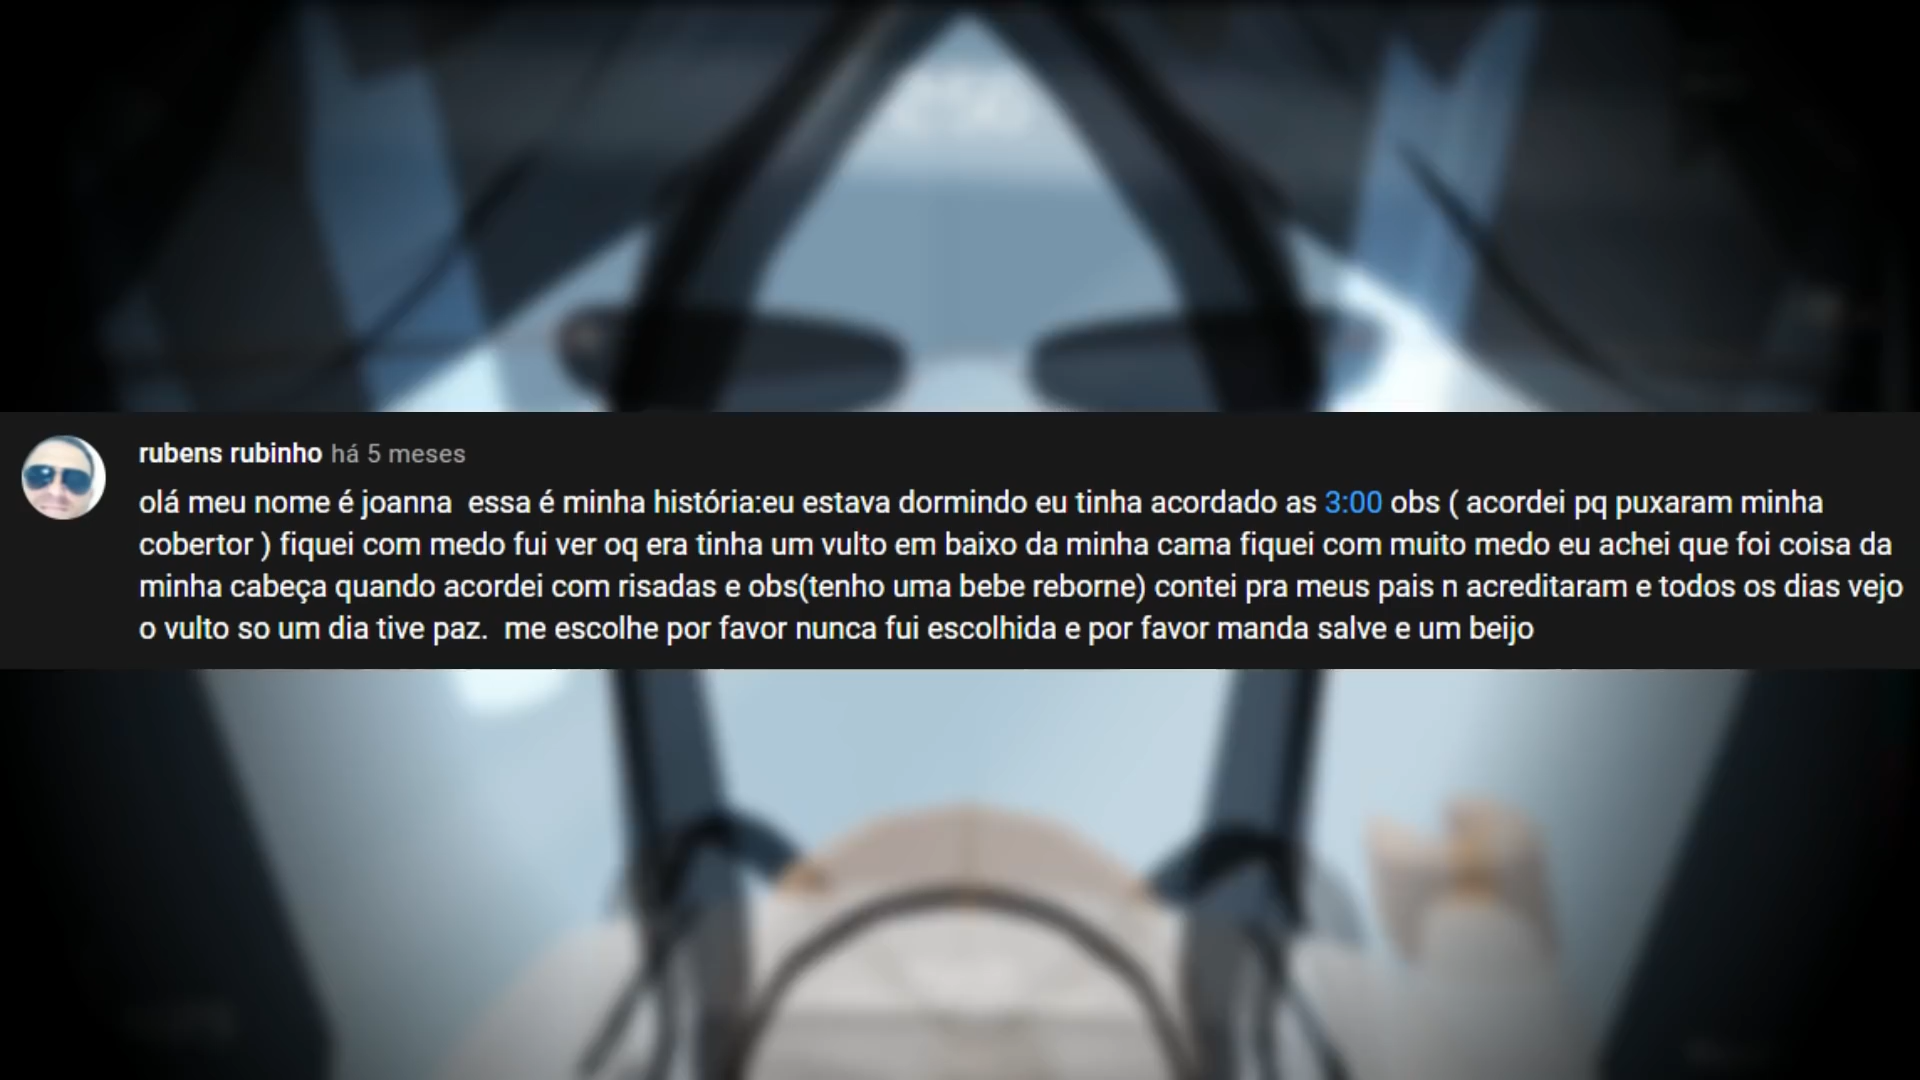 rubens rubinho há 5 meses
olá meu nome é joanna  essa é minha história:eu estava dormindo eu tinha acordado as 3:00 obs ( acordei pq puxaram minha
cobertor ) fiquei com medo fui ver oq era tinha um vulto em baixo da minha cama fiquei com muito medo eu achei que foi coisa da
minha cabeça quando acordei com risadas e obs(tenho uma bebe reborne) contei pra meus pais n acreditaram e todos os dias vejo
o vulto so um dia tive paz.  me escolhe por favor nunca fui escolhida e por favor manda salve e um beijo